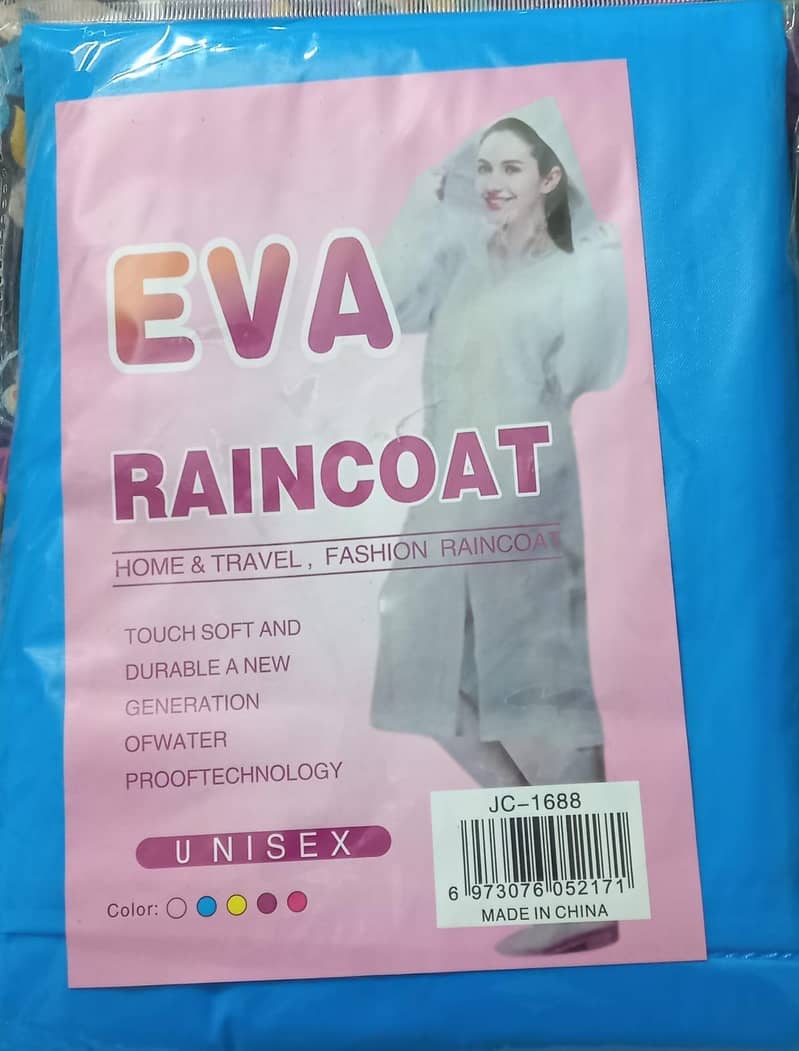 EVA
RAINCOAT
HOME & TRAVEL, FASHION RAINCOAT
TOUCH SOFT AND
DURABLE A NEW
GENERATION
OFWATER
PROOFTECHNOLOGY
UNISEX
Color:
JC-1688
6 973076 052171
MADE IN CHINA